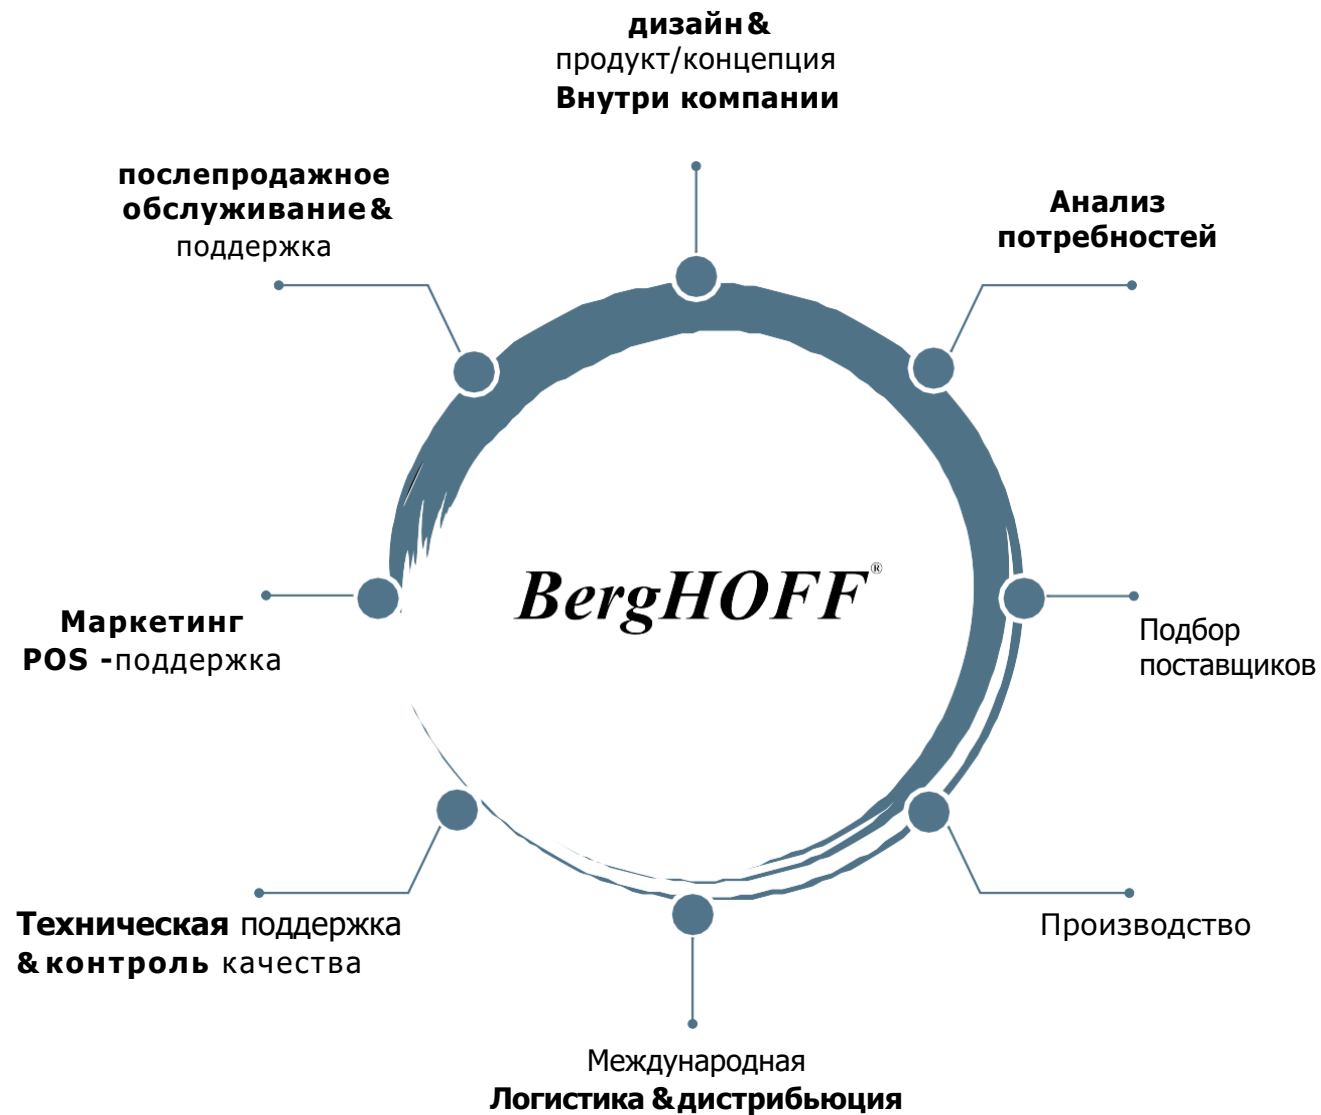 дизайн &
продукт/концепция
Внутри компании
послепродажное
обслуживание &
поддержка
Анализ
потребностей
BergHOFF®
Маркетинг
POS -поддержка
Подбор
поставщиков
Техническая поддержка
& контроль качества
Производство
Международная
Логистика & дистрибьюция